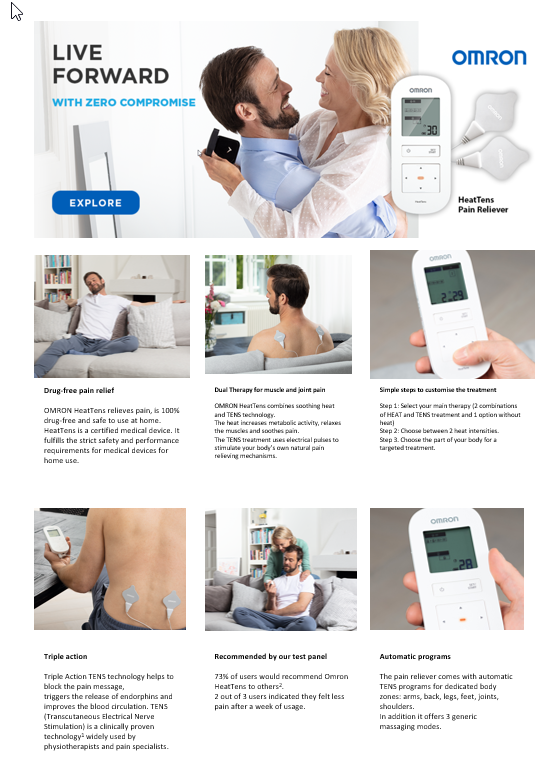 LIVE
FORWARD
WITH ZERO COMPROMISE
EXPLORE
OMRON
OMRON
30
HeatTens
HeatTens
Pain Reliever
OMRON
Drug-free pain relief
OMRON HeatTens relieves pain, is 100%
drug-free and safe to use at home.
HeatTens is a certified medical device. It
fulfills the strict safety and performance
requirements for medical devices for
home use.
Dual Therapy for muscle and joint pain
OMRON HeatTens combines soothing heat
and TENS technology.
The heat increases metabolic activity, relaxes
the muscles and soothes pain.
The TENS treatment uses electrical pulses to
stimulate your body's own natural pain
relieving mechanisms.
Simple steps to customise the treatment
Step 1: Select your main therapy (2 combinations
of HEAT and TENS treatment and 1 option without
heat)
Step 2: Choose between 2 heat intensities.
Step 3. Choose the part of your body for a
targeted treatment.
OMRON
28
Triple action
Triple Action TENS technology helps to
block the pain message,
triggers the release of endorphins and
improves the blood circulation. TENS
(Transcutaneous Electrical Nerve
Stimulation) is a clinically proven
technology¹ widely used by
physiotherapists and pain specialists.
Recommended by our test panel
73% of users would recommend Omron
HeatTens to others².
2 out of 3 users indicated they felt less
pain after a week of usage.
Automatic programs
The pain reliever comes with automatic
TENS programs for dedicated body
zones: arms, back, legs, feet, joints,
shoulders.
In addition it offers 3 generic
massaging modes.